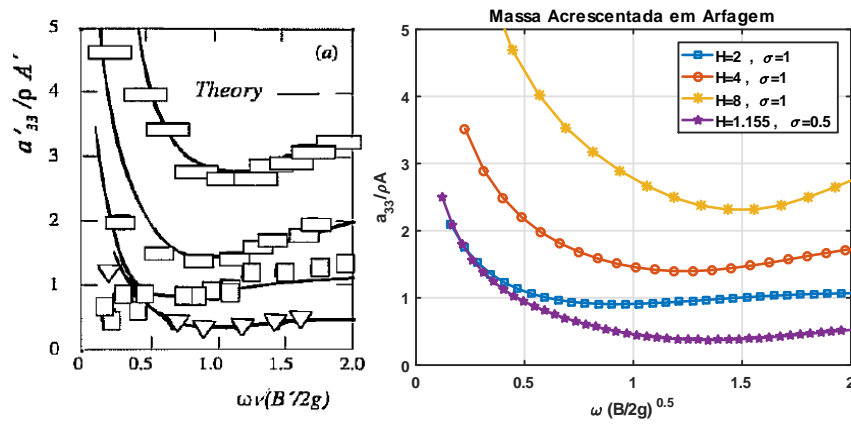 5
4
3
2
1
0
a'₃₃/ρ A'
(a)
Theory
0.0
0.5
1.0
1.5
2.0
ων(B'/2g)
Massa Acrescentada em Arfagem
5
4
3
2
1
0
a₃₃/ρA
H=2 , σ=1
H=4 , σ=1
H=8 , σ=1
H=1.155 , σ=0.5
0
0.5
1
1.5
2
ω (B/2g) ⁰·⁵